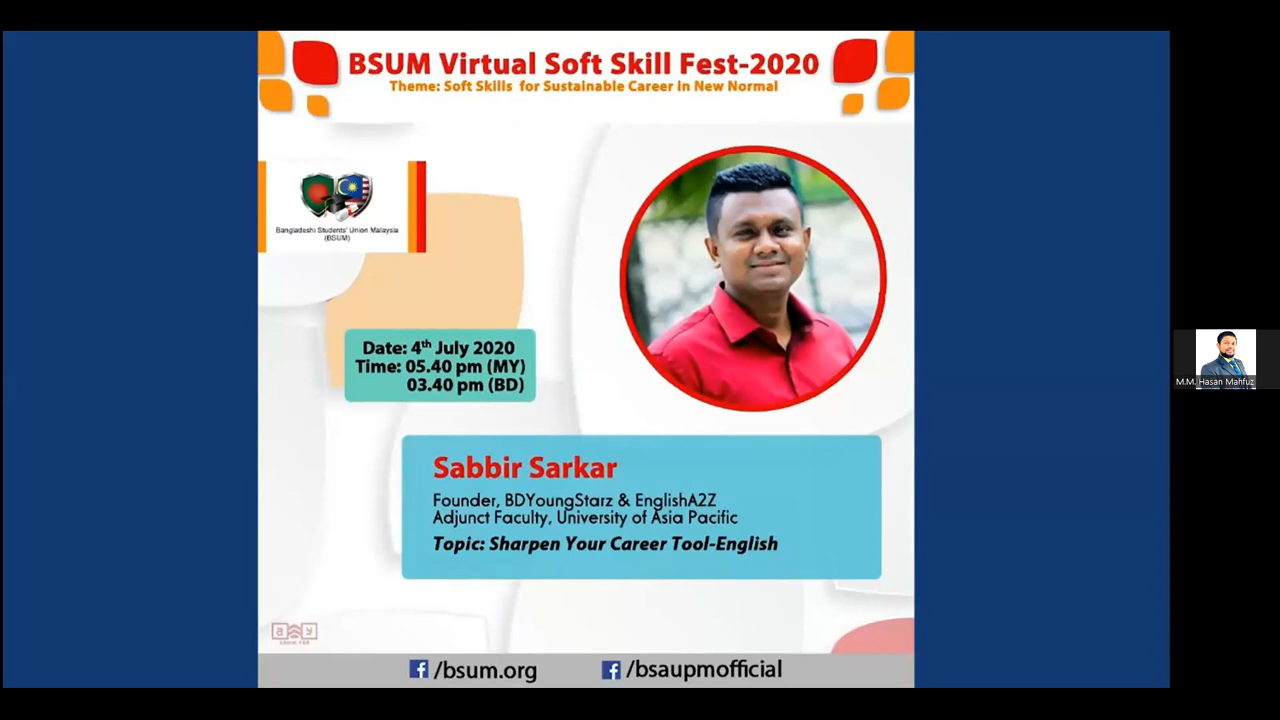 BSUM Virtual Soft Skill Fest-2020
Theme: Soft Skills for Sustainable Career in New Normal
Bangladeshi Students' Union Malaysia
(BSUM)
Date: 4th July 2020
Time: 05.40 pm (MY)
03.40 pm (BD)
M.M. Hasan Mahfuz
Sabbir Sarkar
Founder, BDYoungStarz & EnglishA2Z
Adjunct Faculty, University of Asia Pacific
Topic: Sharpen Your Career Tool-English
/bsum.org
/bsaupmofficial